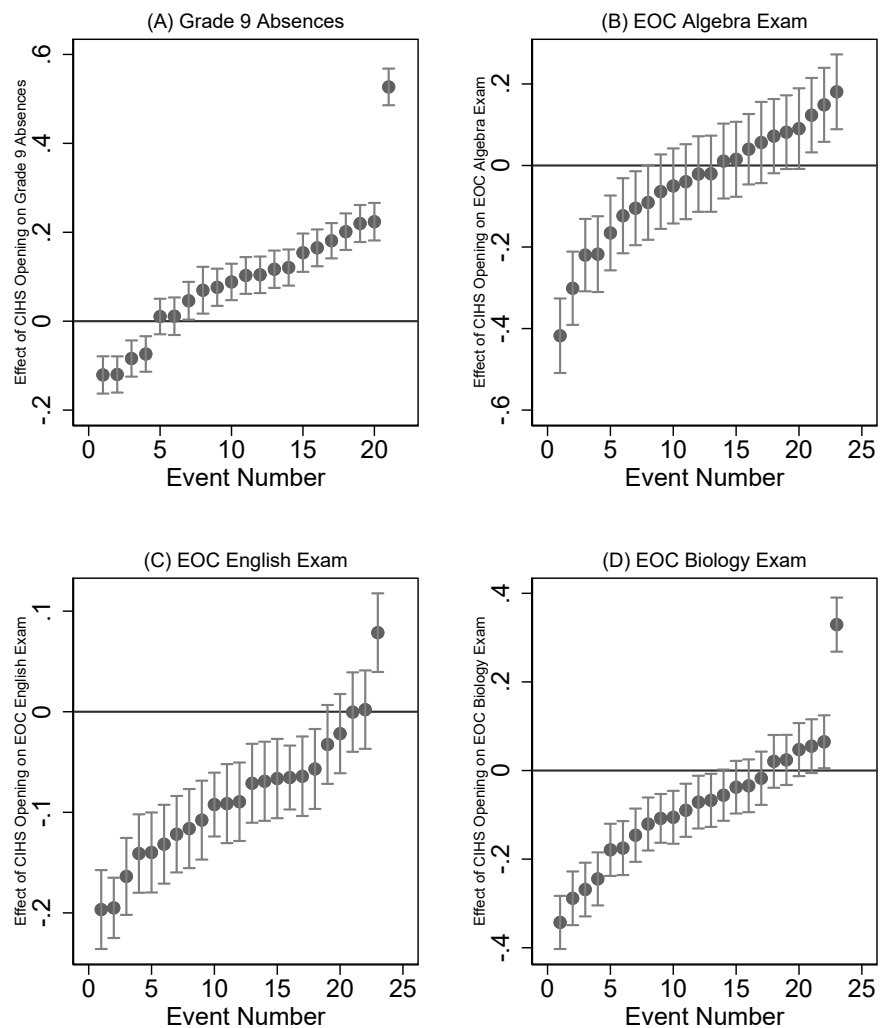 (A) Grade 9 Absences
Effect of CIHS Opening on Grade 9 Absences
.6
.4
.2
0
-.2
0 5 10 15 20
Event Number
(B) EOC Algebra Exam
Effect of CIHS Opening on EOC Algebra Exam
.2
0
-.2
-.4
-.6
0 5 10 15 20 25
Event Number
(C) EOC English Exam
Effect of CIHS Opening on EOC English Exam
.1
0
-.1
-.2
0 5 10 15 20 25
Event Number
(D) EOC Biology Exam
Effect of CIHS Opening on EOC Biology Exam
.4
.2
0
-.2
-.4
0 5 10 15 20 25
Event Number